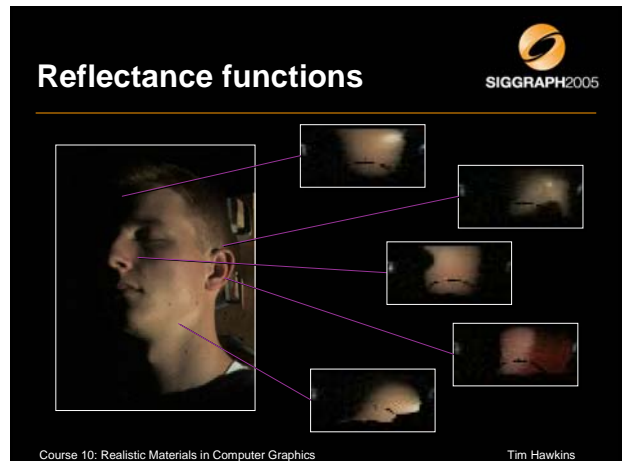 Reflectance functions
SIGGRAPH2005
Course 10: Realistic Materials in Computer Graphics
Tim Hawkins